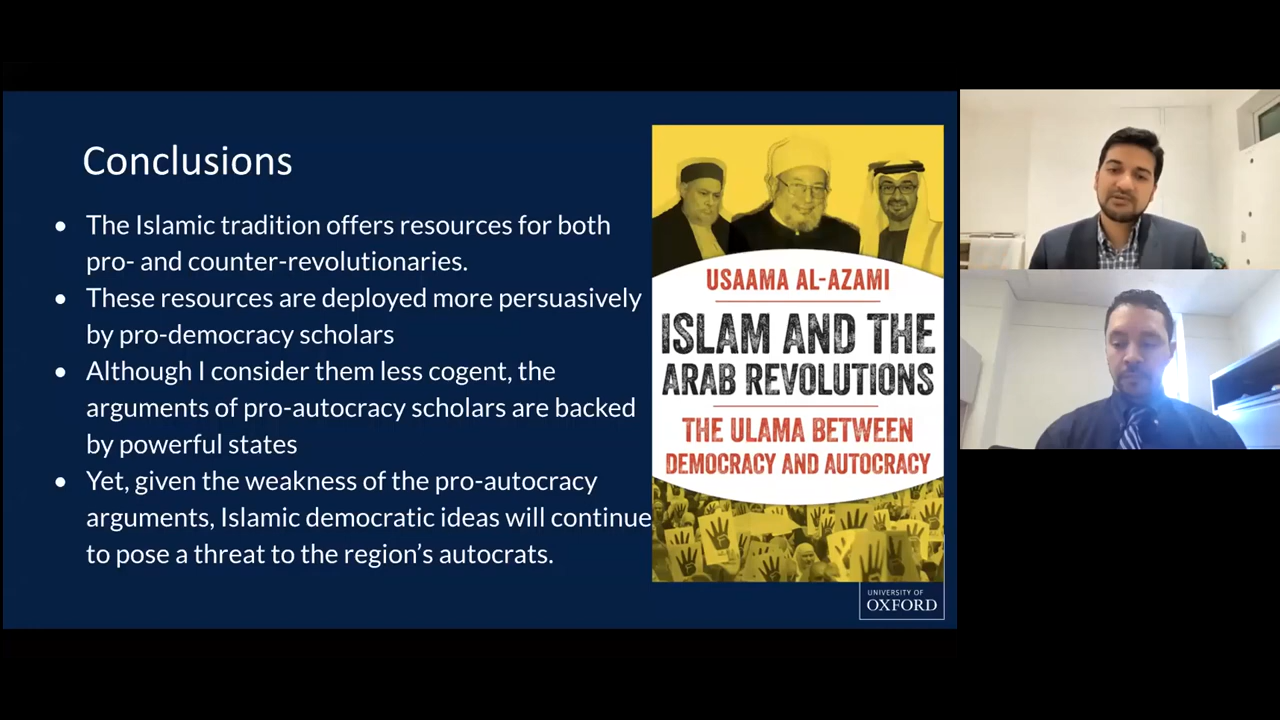 Conclusions
• The Islamic tradition offers resources for both
pro- and counter-revolutionaries.
• These resources are deployed more persuasively
by pro-democracy scholars
• Although I consider them less cogent, the
arguments of pro-autocracy scholars are backed
by powerful states
• Yet, given the weakness of the pro-autocracy
arguments, Islamic democratic ideas will continue
to pose a threat to the region’s autocrats.
USAAMA AL-AZAMI
ISLAM AND THE
ARAB REVOLUTIONS
THE ULAMA BETWEEN
DEMOCRACY AND AUTOCRACY
UNIVERSITY OF
OXFORD